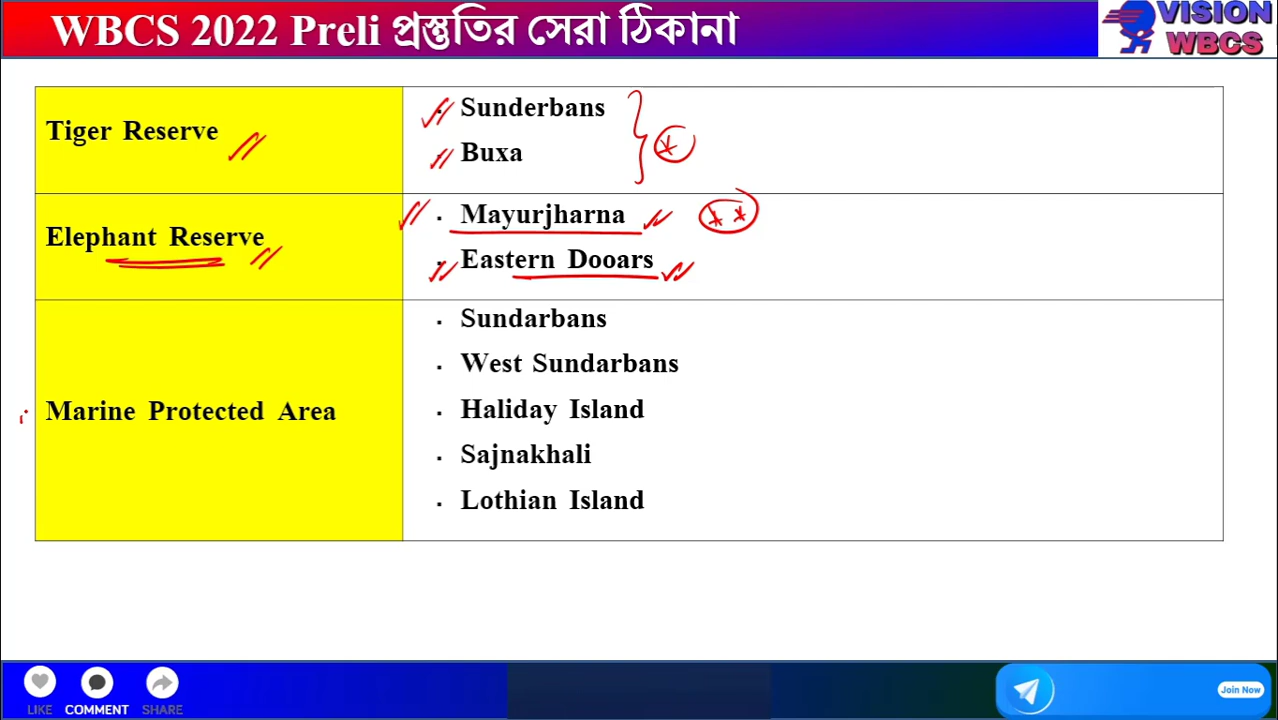 WBCS 2022 Preli প্রস্তুতির সেরা ঠিকানা
VISION
WBCS
Tiger Reserve
Sunderbans
Buxa
Elephant Reserve
Mayurjharna
Eastern Dooars
Marine Protected Area
Sundarbans
West Sundarbans
Haliday Island
Sajnakhali
Lothian Island
LIKE
COMMENT
SHARE
Join Now